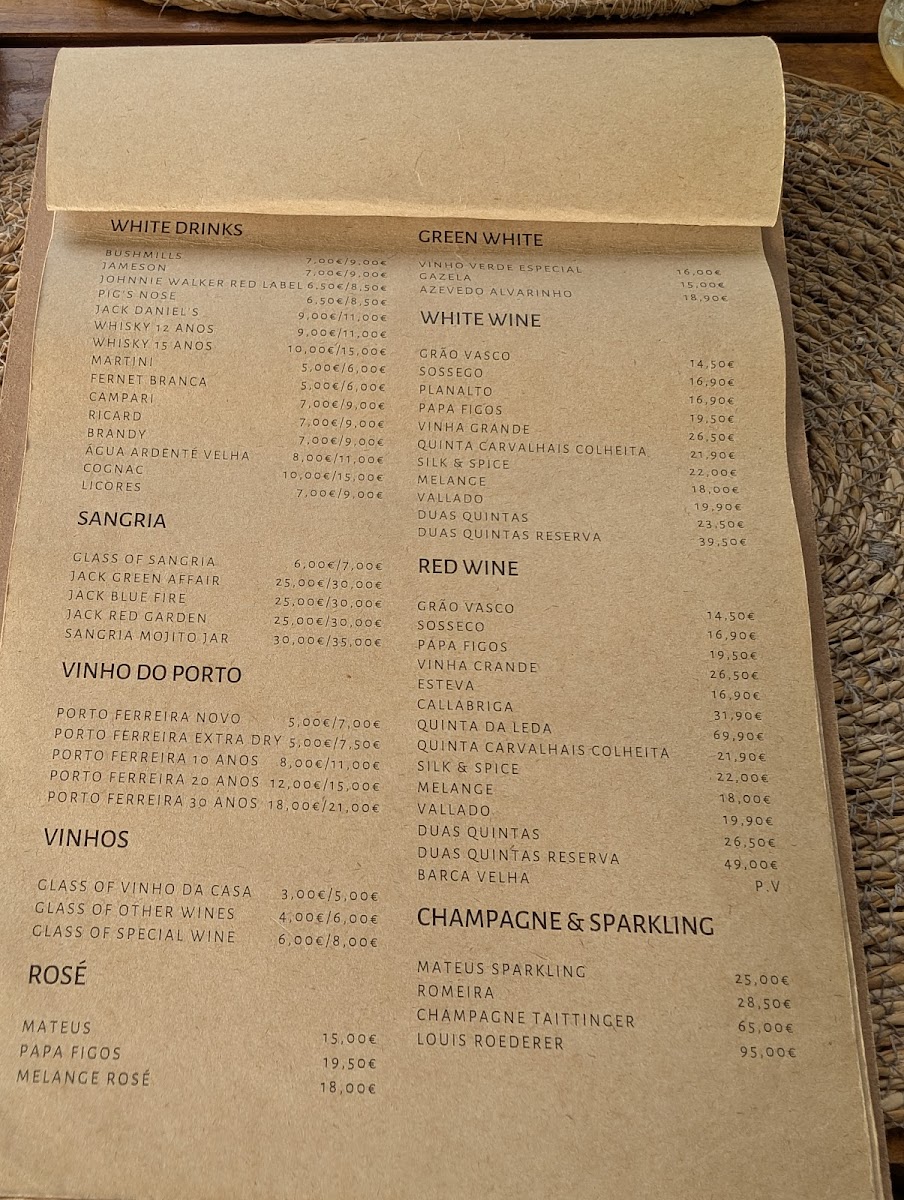 WHITE DRINKS
BUSHMILLS 7,00€/9,00€
JAMESON 7,00€/9,00€
JOHNNIE WALKER RED LABEL 6,50€/8,50€
PIG'S NOSE 6,50€/8,50€
JACK DANIEL'S 9,00€/11,00€
WHISKY 12 ANOS 9,00€/11,00€
WHISKY 15 ANOS 10,00€/15,00€
MARTINI 5,00€/6,00€
FERNET BRANCA 5,00€/6,00€
CAMPARI 7,00€/9,00€
RICARD 7,00€/9,00€
BRANDY 7,00€/9,00€
ÁGUA ARDENTE VELHA 8,00€/11,00€
COGNAC 10,00€/15,00€
LICORES 7,00€/9,00€
SANGRIA
GLASS OF SANGRIA 6,00€/7,00€
JACK GREEN AFFAIR 25,00€/30,00€
JACK BLUE FIRE 25,00€/30,00€
JACK RED GARDEN 25,00€/30,00€
SANGRIA MOJITO JAR 30,00€/35,00€
VINHO DO PORTO
PORTO FERREIRA NOVO 5,00€/7,00€
PORTO FERREIRA EXTRA DRY 5,00€/7,50€
PORTO FERREIRA 10 ANOS 8,00€/11,00€
PORTO FERREIRA 20 ANOS 12,00€/15,00€
PORTO FERREIRA 30 ANOS 18,00€/21,00€
VINHOS
GLASS OF VINHO DA CASA 3,00€/5,00€
GLASS OF OTHER WINES 4,00€/6,00€
GLASS OF SPECIAL WINE 6,00€/8,00€
ROSÉ
MATEUS 15,00€
PAPA FIGOS 19,50€
MELANGE ROSÉ 18,00€
GREEN WHITE
VINHO VERDE ESPECIAL 16,00€
GAZELA 15,00€
AZEVEDO ALVARINHO 18,90€
WHITE WINE
GRÃO VASCO 14,50€
SOSSEGO 16,90€
PLANALTO 16,90€
PAPA FIGOS 19,50€
VINHA GRANDE 26,50€
QUINTA CARVALHAIS COLHEITA 21,90€
SILK & SPICE 22,00€
MELANGE 18,00€
VALLADO 19,90€
DUAS QUINTAS 23,50€
DUAS QUINTAS RESERVA 39,50€
RED WINE
GRÃO VASCO 14,50€
SOSSEGO 16,90€
PAPA FIGOS 19,50€
VINHA GRANDE 26,50€
ESTEVA 16,90€
CALLABRIGA 31,90€
QUINTA DA LEDA 69,90€
QUINTA CARVALHAIS COLHEITA 21,90€
SILK & SPICE 22,00€
MELANGE 18,00€
VALLADO 19,90€
DUAS QUINTAS 26,50€
DUAS QUINTAS RESERVA 49,00€
BARCA VELHA P.V
CHAMPAGNE & SPARKLING
MATEUS SPARKLING 25,00€
ROMEIRA 28,50€
CHAMPAGNE TAITTINGER 65,00€
LOUIS ROEDERER 95,00€